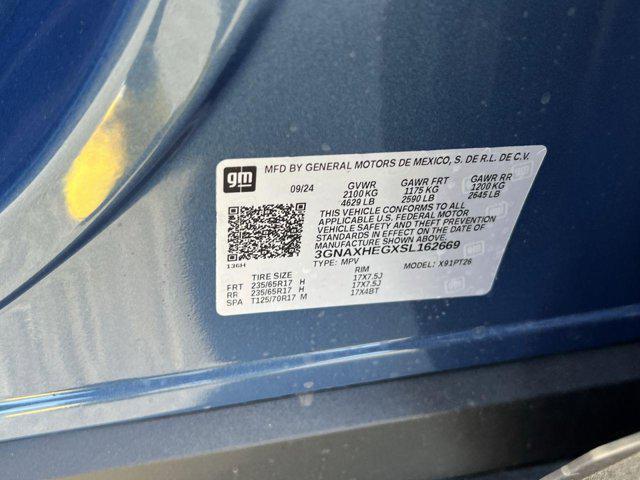 MFD BY GENERAL MOTORS DE MEXICO, S. DE R.L. DE C.V.
gm
09/24 GVWR GAWR FRT GAWR RR
2100 KG 1175 KG 1200 KG
4629 LB 2590 LB 2645 LB
THIS VEHICLE CONFORMS TO ALL
APPLICABLE U.S. FEDERAL MOTOR
VEHICLE SAFETY AND THEFT PREVENTION
STANDARDS IN EFFECT ON THE DATE OF
MANUFACTURE SHOWN ABOVE.
3GNAXHEGXSL162669
136H TYPE: MPV MODEL: X91PT26
TIRE SIZE RIM
FRT 235/65R17 H 17X7.5J
RR 235/65R17 H 17X7.5J
SPA T125/70R17 M 17X4BT